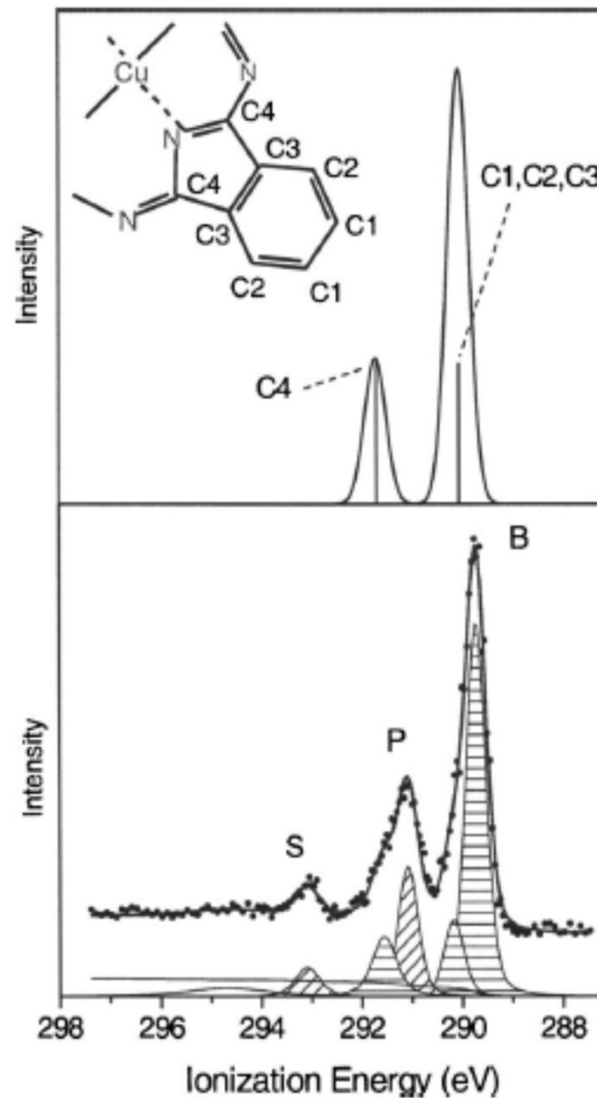 Cu
N
N
N
C4
C3
C2
C4
C3
C1
C2
C1
C1,C2,C3
C4
Intensity
B
P
S
Intensity
298 296 294 292 290 288
Ionization Energy (eV)